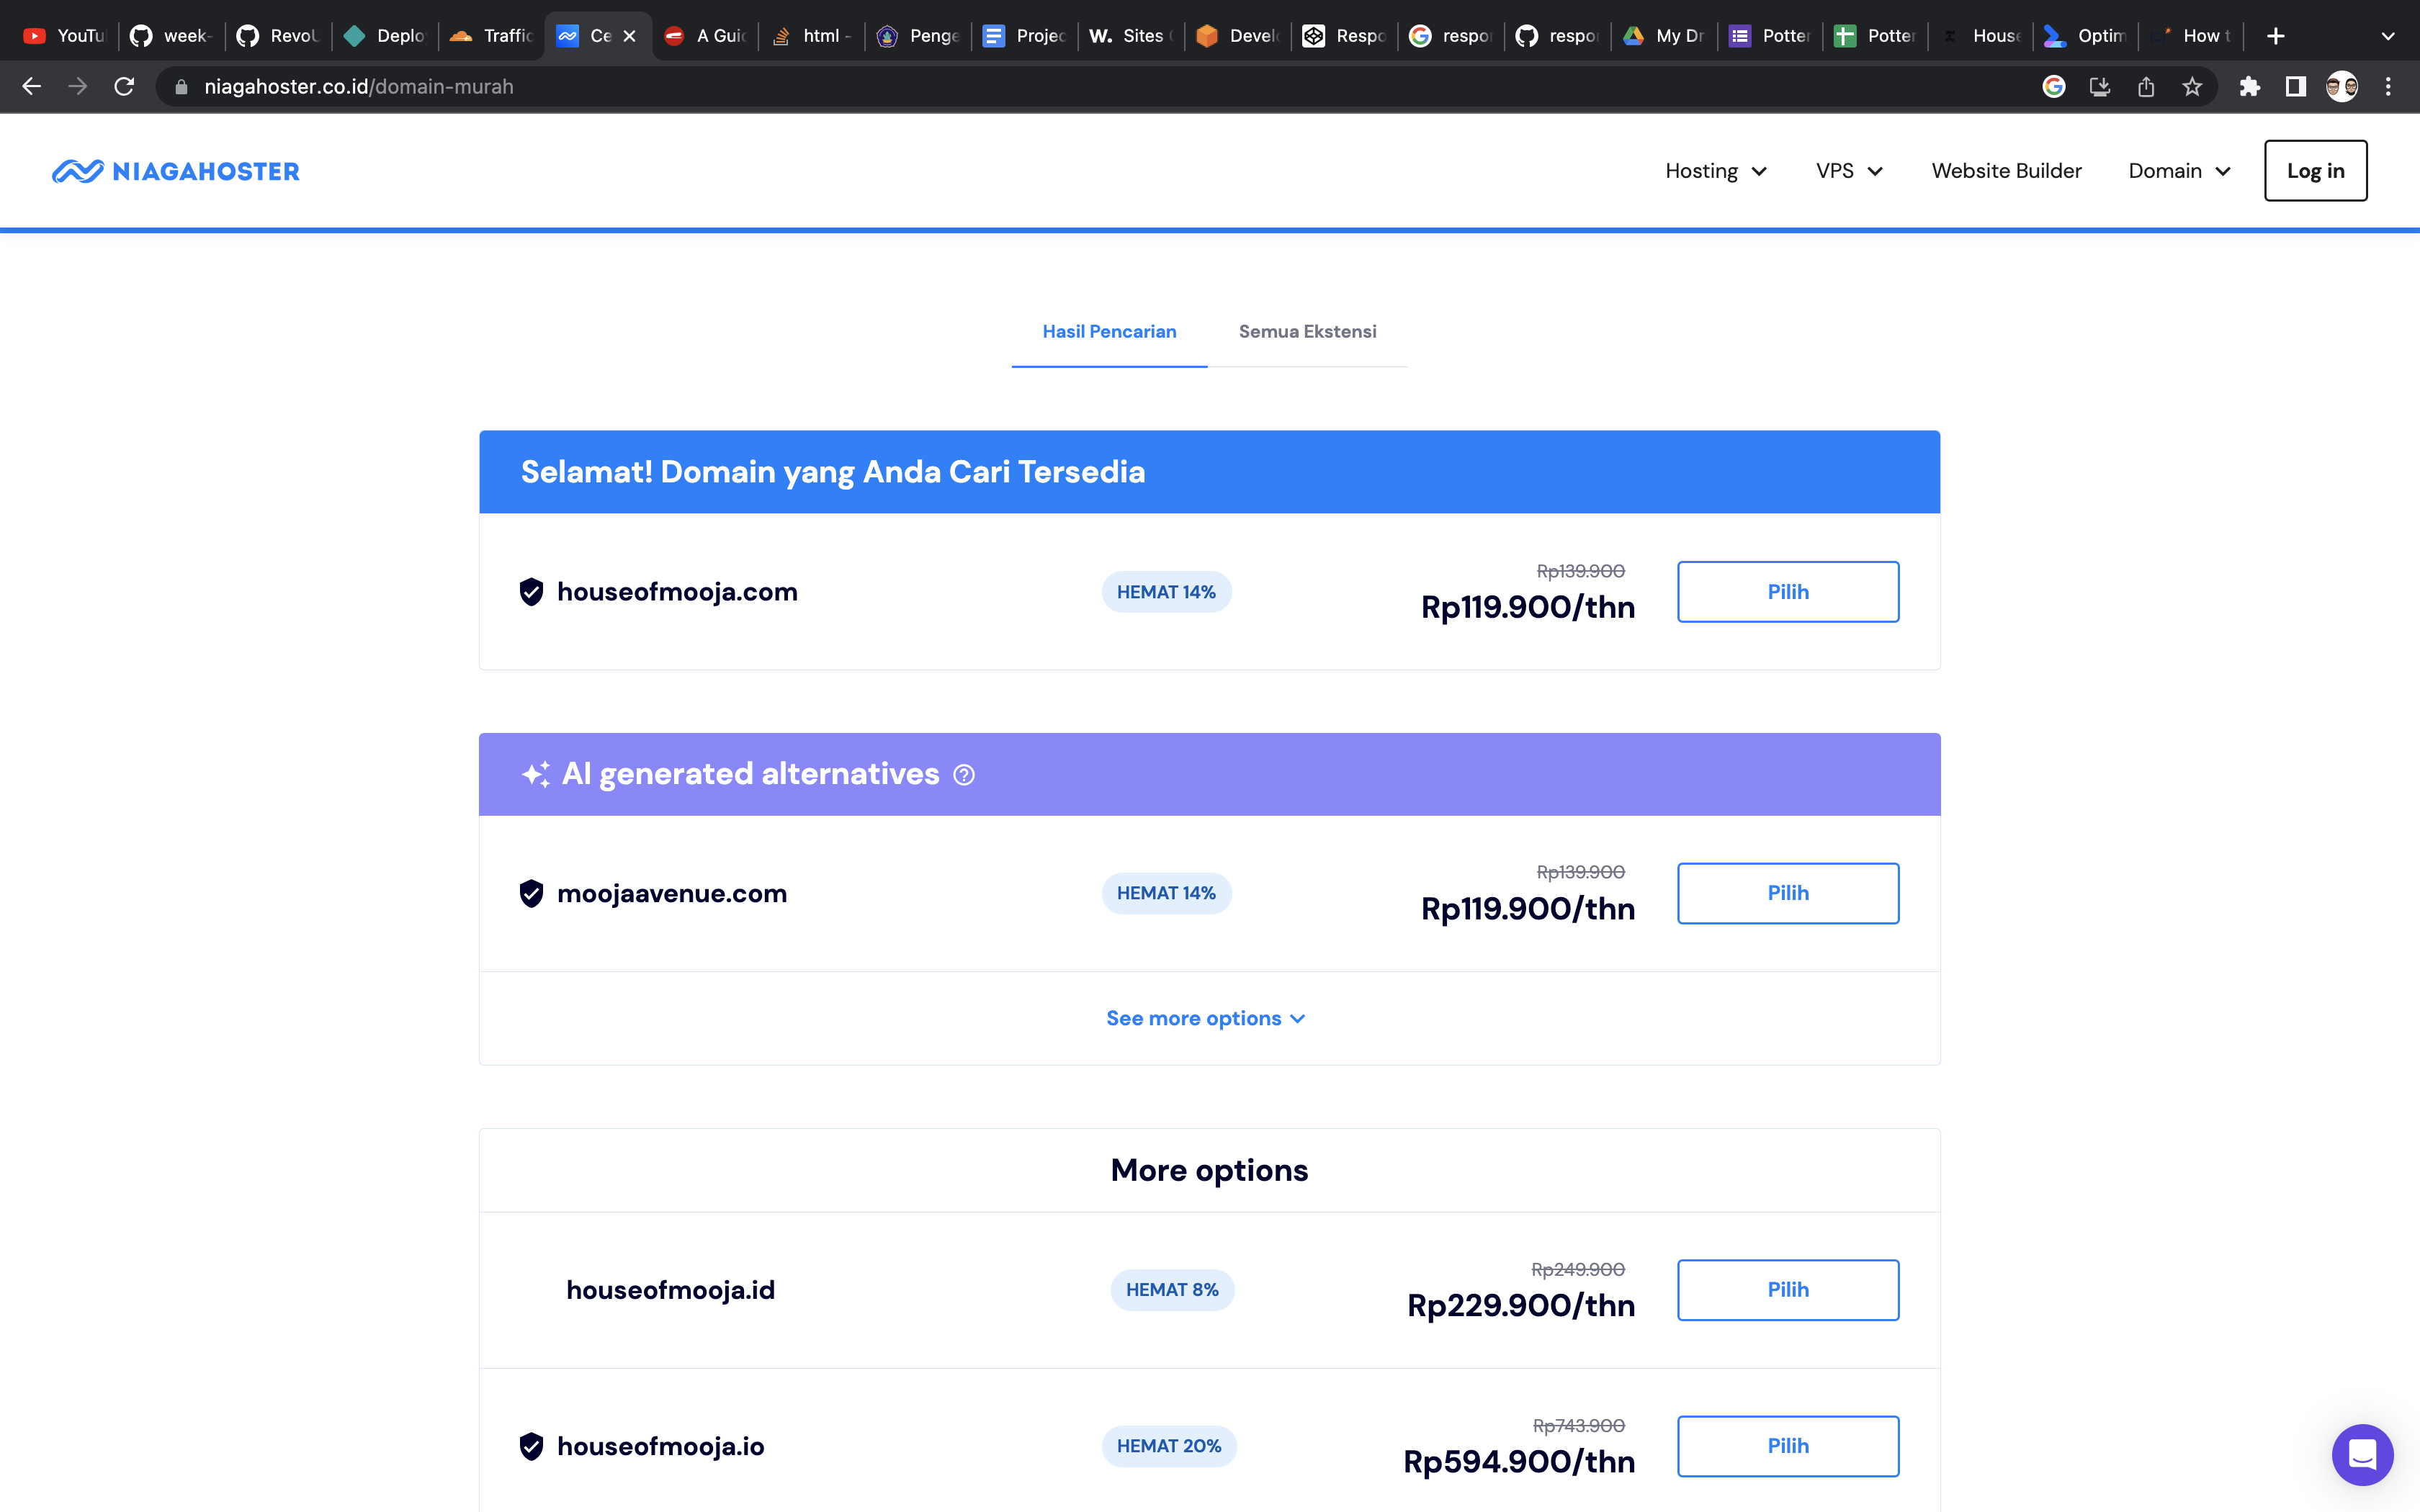 YouTu
week-
RevoU
Deplo
Traffic
Ce
A Guid
html -
Penge
Projec
W. Sites
Devel
Respo
respon
respon
My Dr
Potter
Potter
House
Optim
How t
niagahoster.co.id/domain-murah
NIAGAHOSTER
Hosting
VPS
Website Builder
Domain
Log in
Hasil Pencarian
Semua Ekstensi
Selamat! Domain yang Anda Cari Tersedia
houseofmooja.com
HEMAT 14%
Rp139.900
Rp119.900/thn
Pilih
AI generated alternatives
moojaavenue.com
HEMAT 14%
Rp139.900
Rp119.900/thn
Pilih
See more options
More options
houseofmooja.id
HEMAT 8%
Rp249.900
Rp229.900/thn
Pilih
houseofmooja.io
HEMAT 20%
Rp743.900
Rp594.900/thn
Pilih